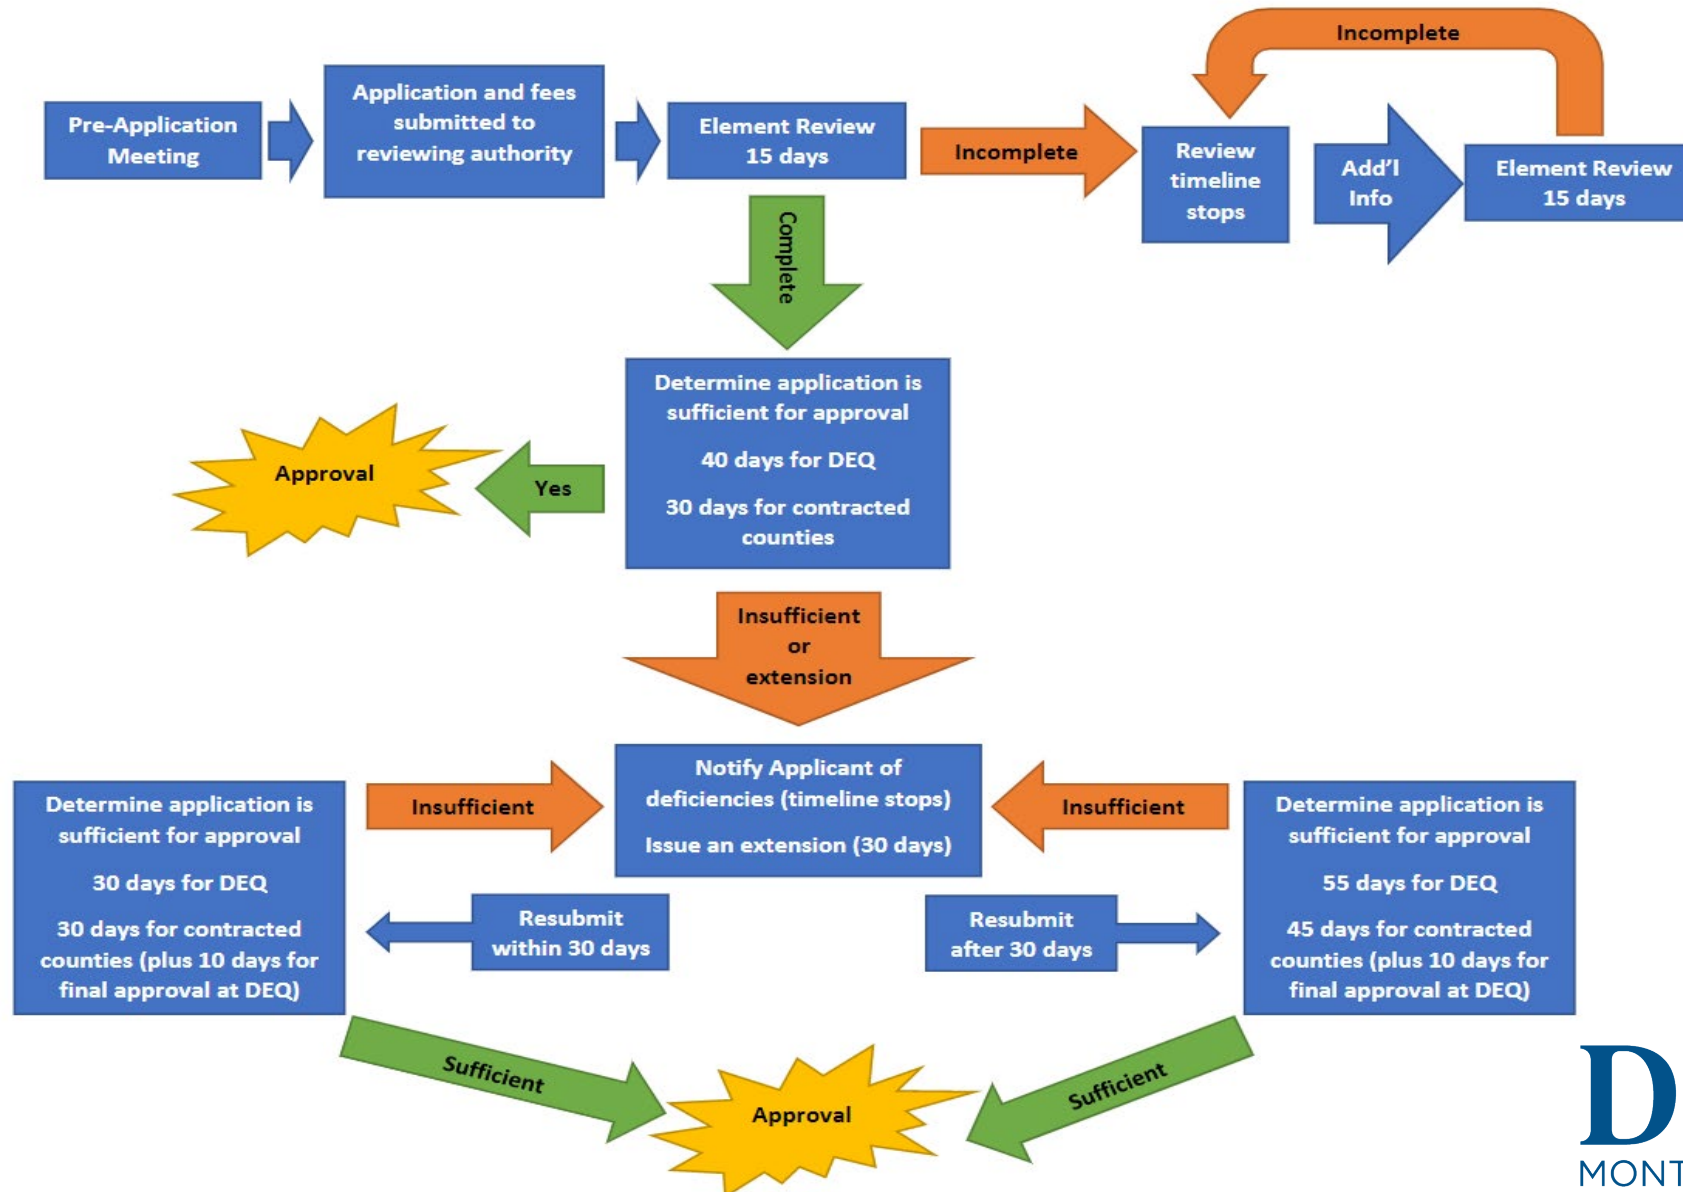 Incomplete
Pre-Application
Meeting
Application and fees
submitted to
reviewing authority
Element Review
15 days
Incomplete
Review
timeline
stops
Add'l
Info
Element Review
15 days
Complete
Determine application is
sufficient for approval
40 days for DEQ
30 days for contracted
counties
Yes
Approval
Insufficient
or
extension
Notify Applicant of
deficiencies (timeline stops)
Issue an extension (30 days)
Insufficient
Insufficient
Determine application is
sufficient for approval
30 days for DEQ
30 days for contracted
counties (plus 10 days for
final approval at DEQ)
Resubmit
within 30 days
Resubmit
after 30 days
Determine application is
sufficient for approval
55 days for DEQ
45 days for contracted
counties (plus 10 days for
final approval at DEQ)
Sufficient
Sufficient
Approval
D
MONT